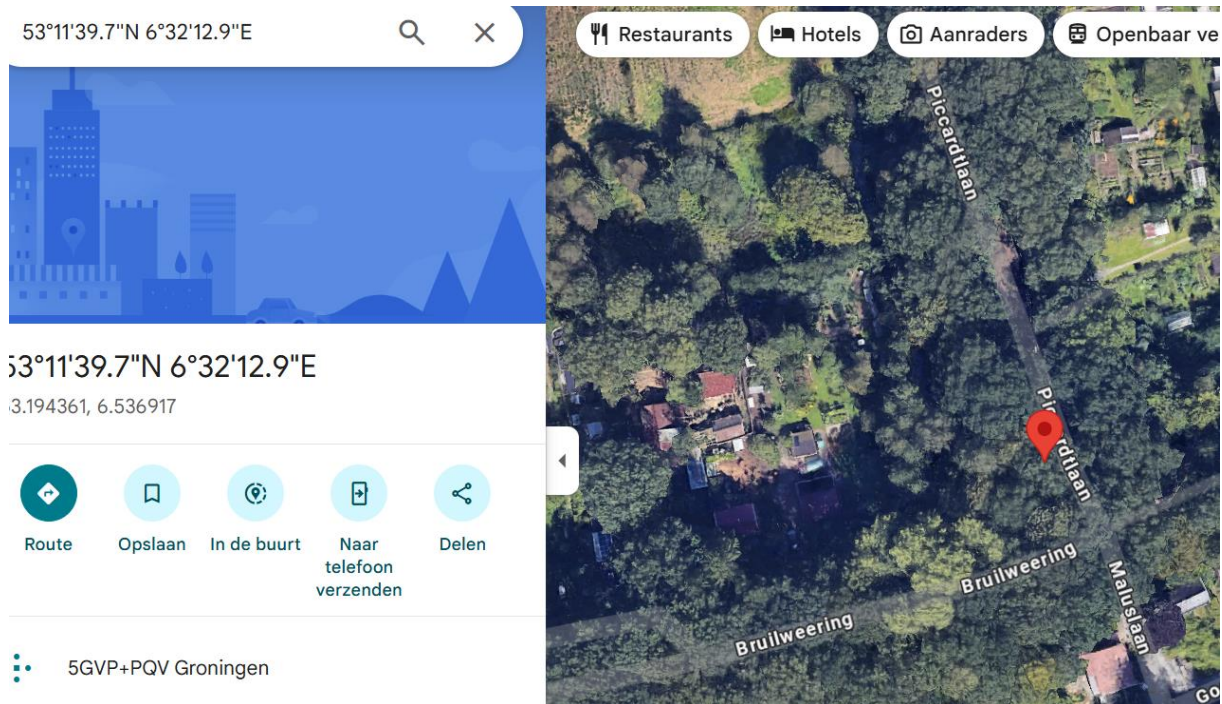 53°11'39.7"N 6°32'12.9"E
Restaurants
Hotels
Aanraders
Openbaar ve
53°11'39.7"N 6°32'12.9"E
3.194361, 6.536917
Route
Opslaan
In de buurt
Naar
telefoon
verzenden
Delen
5GVP+PQV Groningen
Piccardtlaan
Piccardtlaan
Bruilweering
Bruilweering
Maluslaan
Go